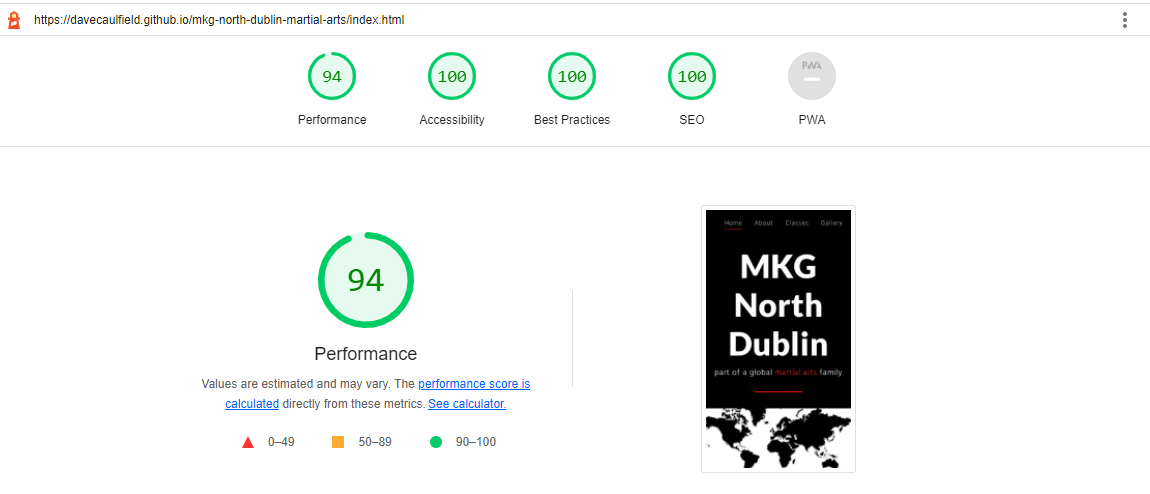 https://davecaulfield.github.io/mkg-north-dublin-martial-arts/index.html
94 100 100 100 PWA
Performance Accessibility Best Practices SEO PWA
94
Performance
Values are estimated and may vary. The performance score is
calculated directly from these metrics. See calculator.
0–49 50–89 90–100
Home About Classes Gallery
MKG
North
Dublin
part of a global martial arts family